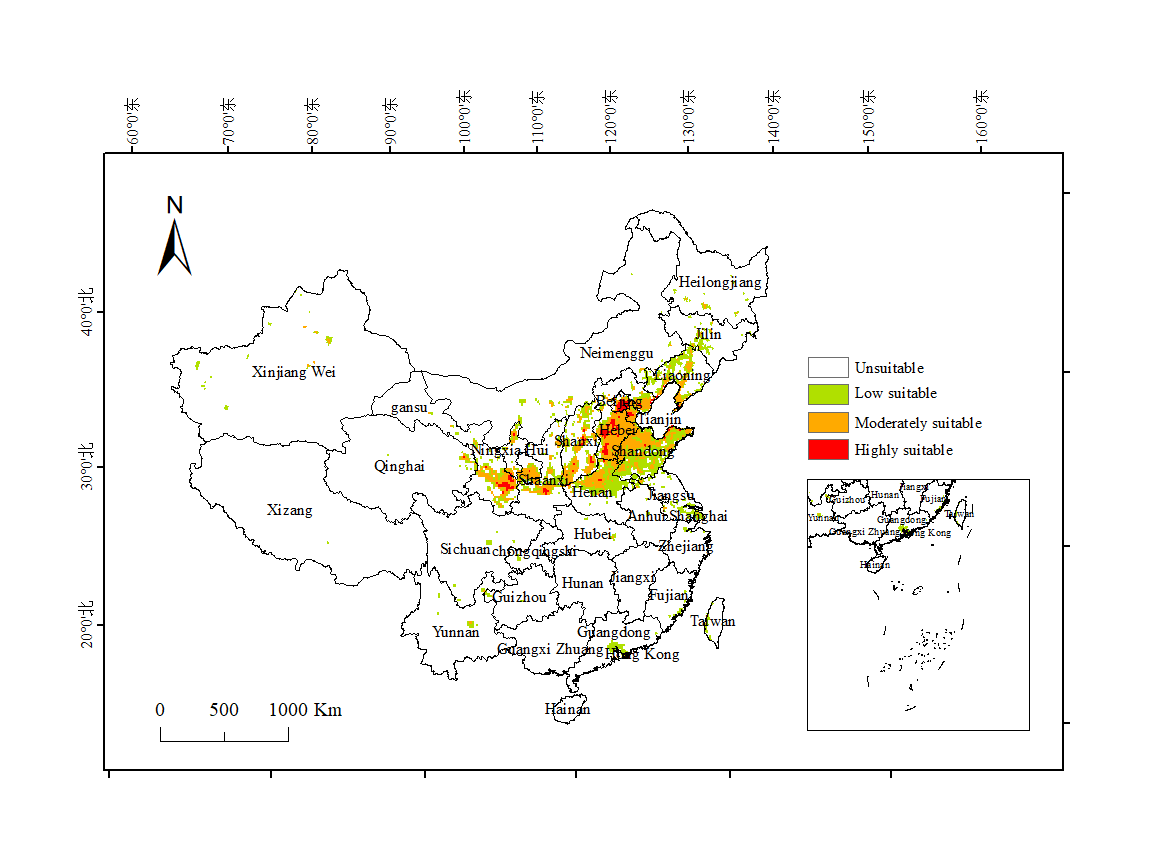 60°0'东
70°0'东
80°0'东
90°0'东
100°0'东
110°0'东
120°0'东
130°0'东
140°0'东
150°0'东
160°0'东
N
40°0'北
30°0'北
20°0'北
Heilongjiang
Jilin
Neimenggu
Liaoning
Xinjiang Wei
gansu
Beijing
Tianjin
Hebei
Shanxi
Ningxia Hui
Shandong
Qinghai
Shaanxi
Henan
Jiangsu
Xizang
Anhui
Shanghai
Hubei
Sichuan
chongqingshi
Zhejiang
Hunan
Jiangxi
Guizhou
Fujian
Yunnan
Guangdong
Taiwan
Guangxi Zhuang
Hong Kong
Hainan
Unsuitable
Low suitable
Moderately suitable
Highly suitable
Jiangxi
Hunan
Guizhou
Fujian
Yunnan
Guangdong
Taiwan
Guangxi Zhuang
Hong Kong
Hainan
0 500 1000 Km